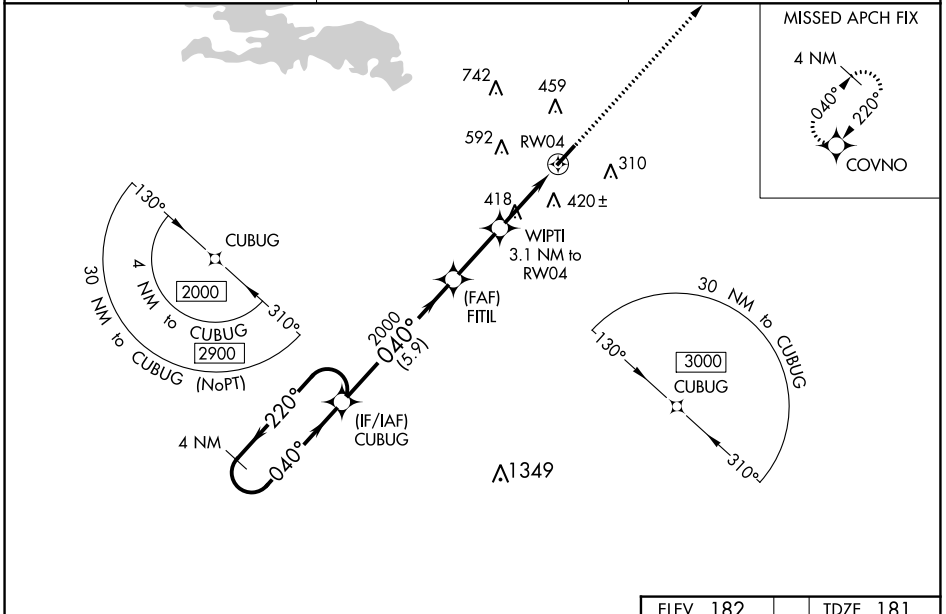 MISSED APCH FIX
4 NM
040°
220°
COVNO
742
459
592
RW04
310
418
420 ±
WIPTI
3.1 NM to
RW04
130°
CUBUG
2000
4 NM to CUBUG
310°
2900
30 NM to CUBUG (NoPT)
(FAF)
FITIL
2000
040°
(5.9)
30 NM to CUBUG
130°
3000
CUBUG
310°
220°
040°
4 NM
(IF/IAF)
CUBUG
1349
ELEV 182
TDZE 181